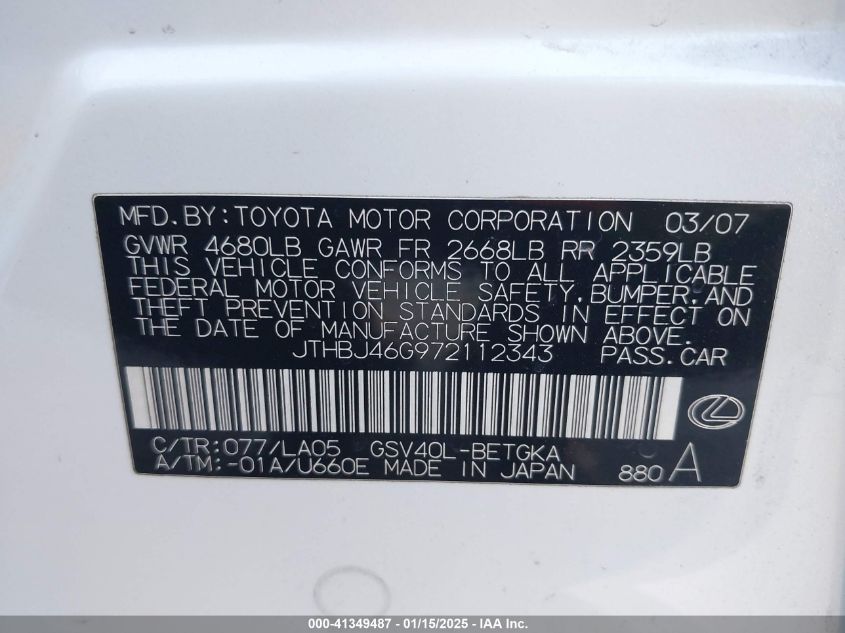 MFD.BY:TOYOTA MOTOR CORPORATION 03/07
GVWR 4680LB GAWR FR 2668LB RR 2359LB
THIS VEHICLE CONFORMS TO ALL APPLICABLE
FEDERAL MOTOR VEHICLE SAFETY,BUMPER,AND
THEFT PREVENTION STANDARDS IN EFFECT ON
THE DATE OF MANUFACTURE SHOWN ABOVE.
JTHBJ46G972112343 PASS.CAR
C/TR:077/LA05 GSV40L-BETGKA
A/TM:-01A/U660E MADE IN JAPAN 880 A
000-41349487 - 01/15/2025 - IAA Inc.